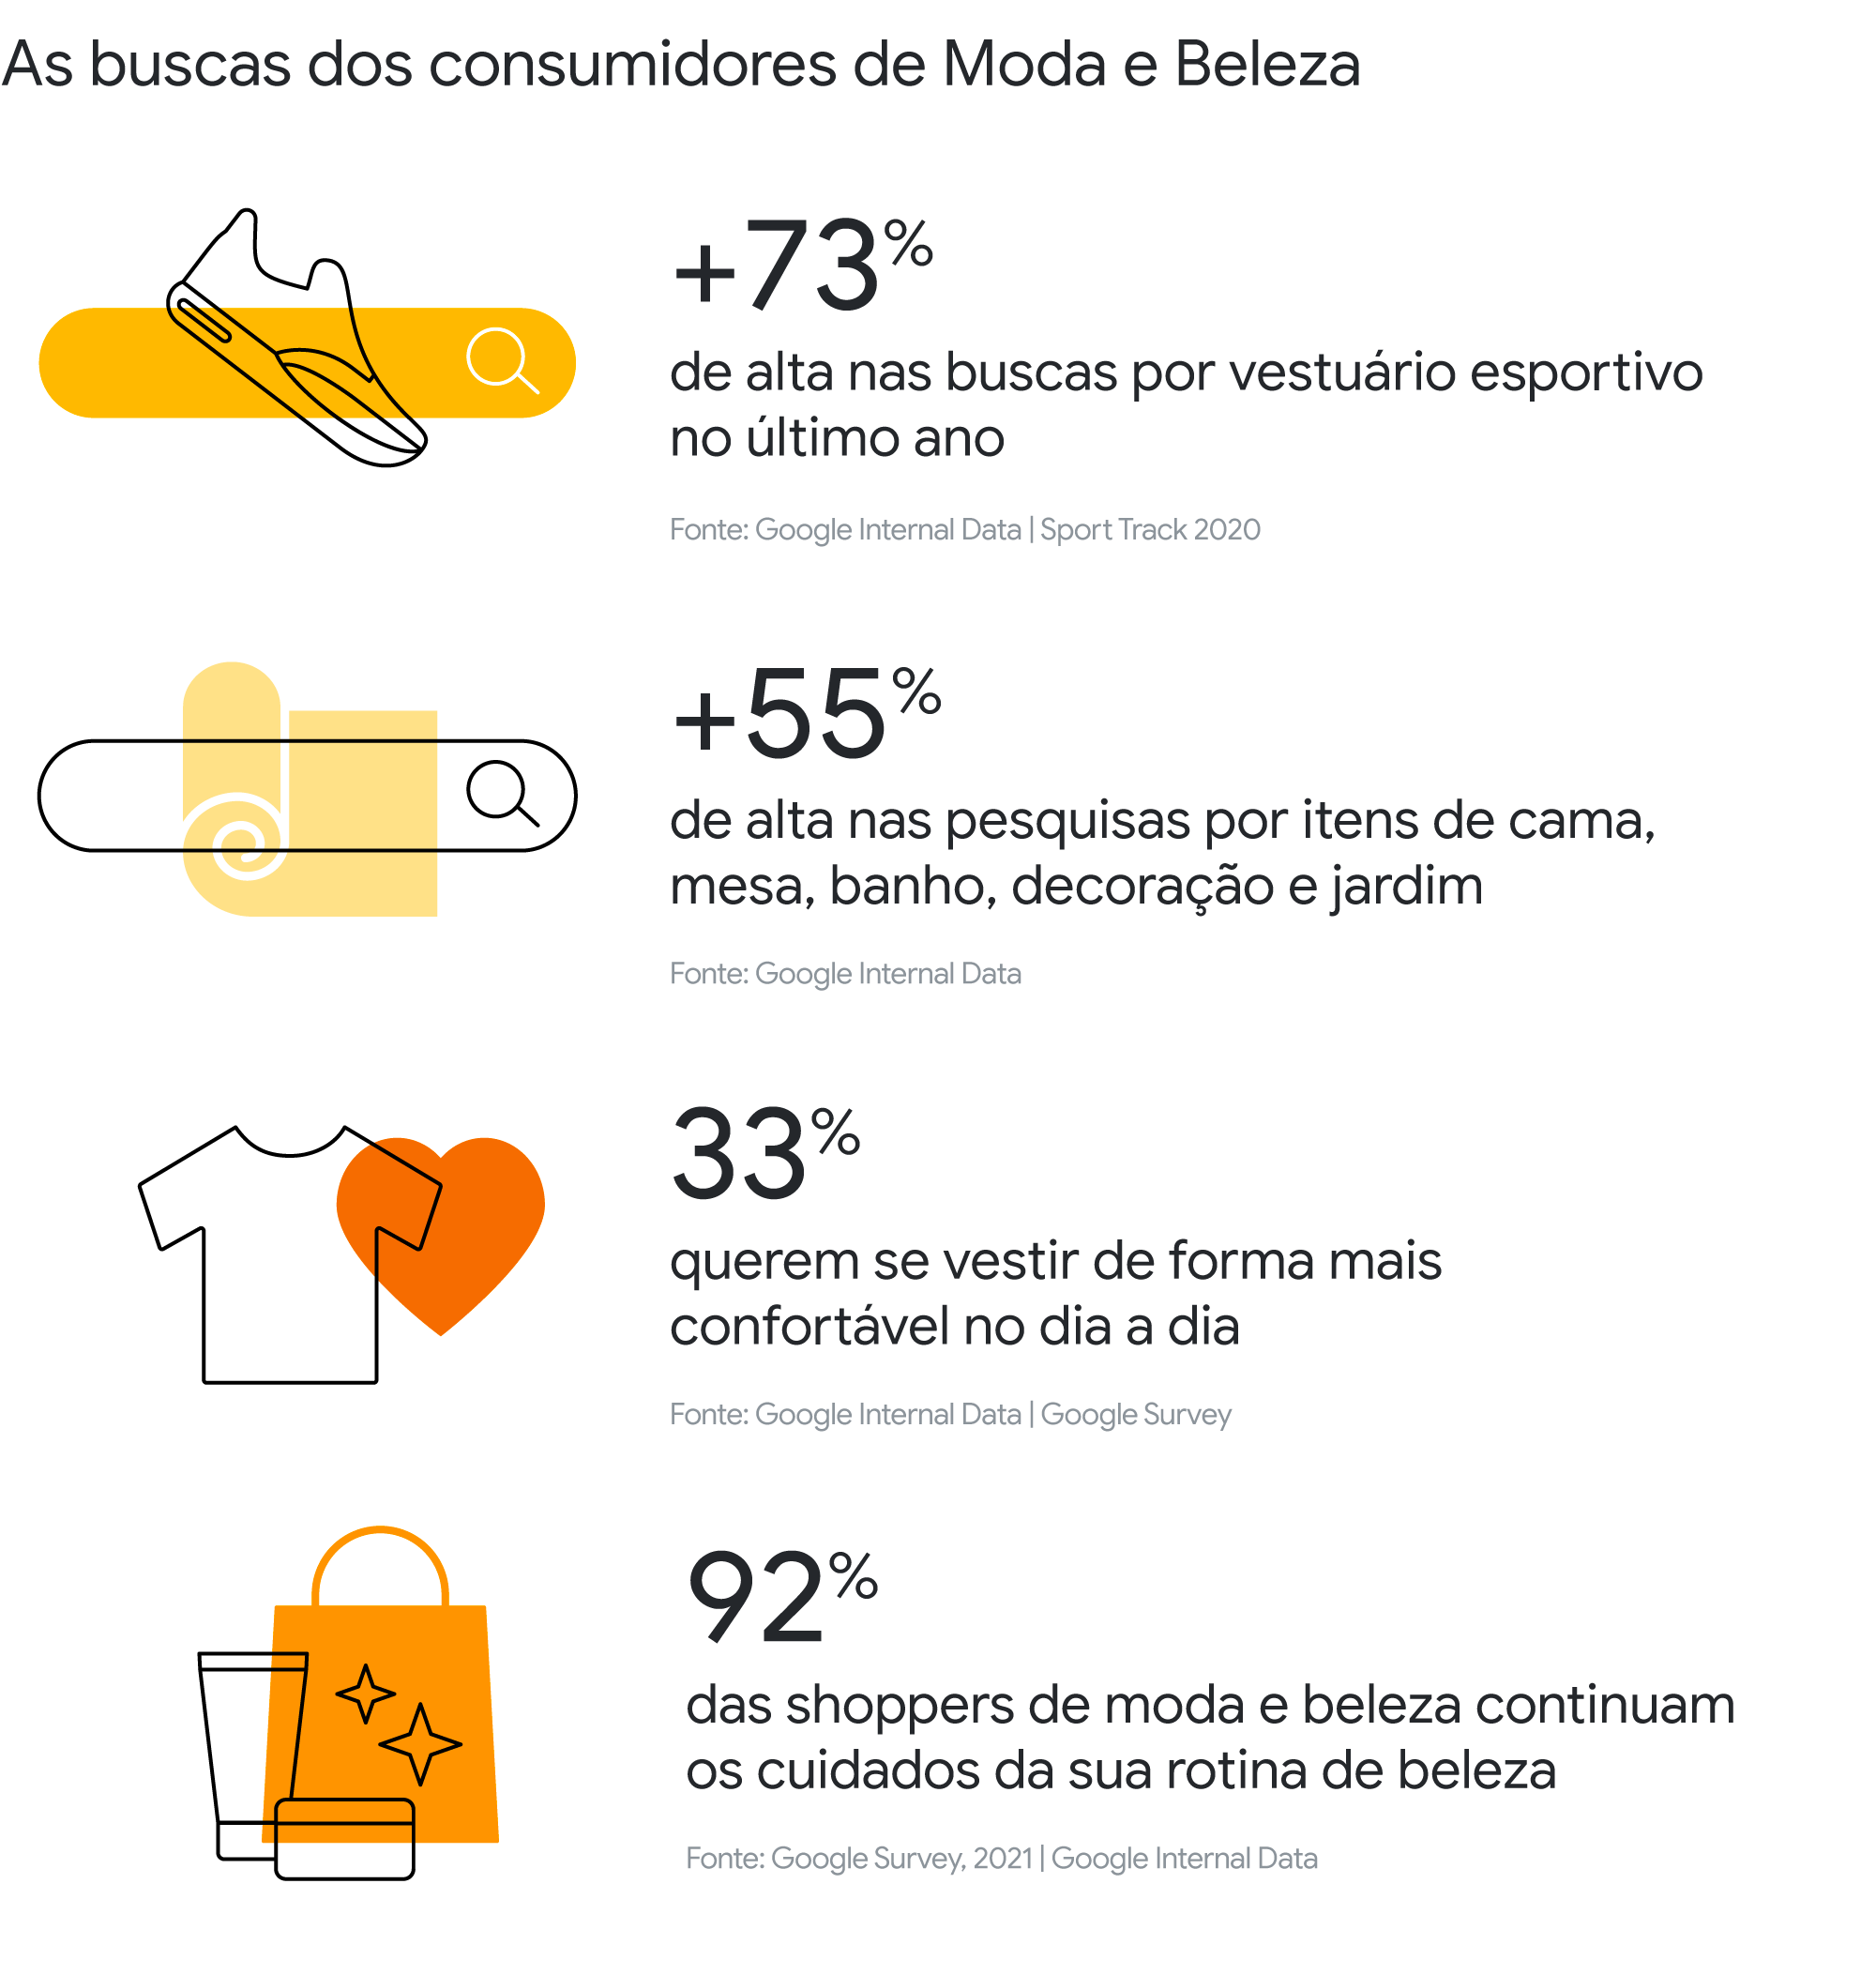 As buscas dos consumidores de Moda e Beleza
+73%
de alta nas buscas por vestuário esportivo
no último ano
Fonte: Google Internal Data | Sport Track 2020
+55%
de alta nas pesquisas por itens de cama,
mesa, banho, decoração e jardim
Fonte: Google Internal Data
33%
querem se vestir de forma mais
confortável no dia a dia
Fonte: Google Internal Data | Google Survey
92%
das shoppers de moda e beleza continuam
os cuidados da sua rotina de beleza
Fonte: Google Survey, 2021 | Google Internal Data